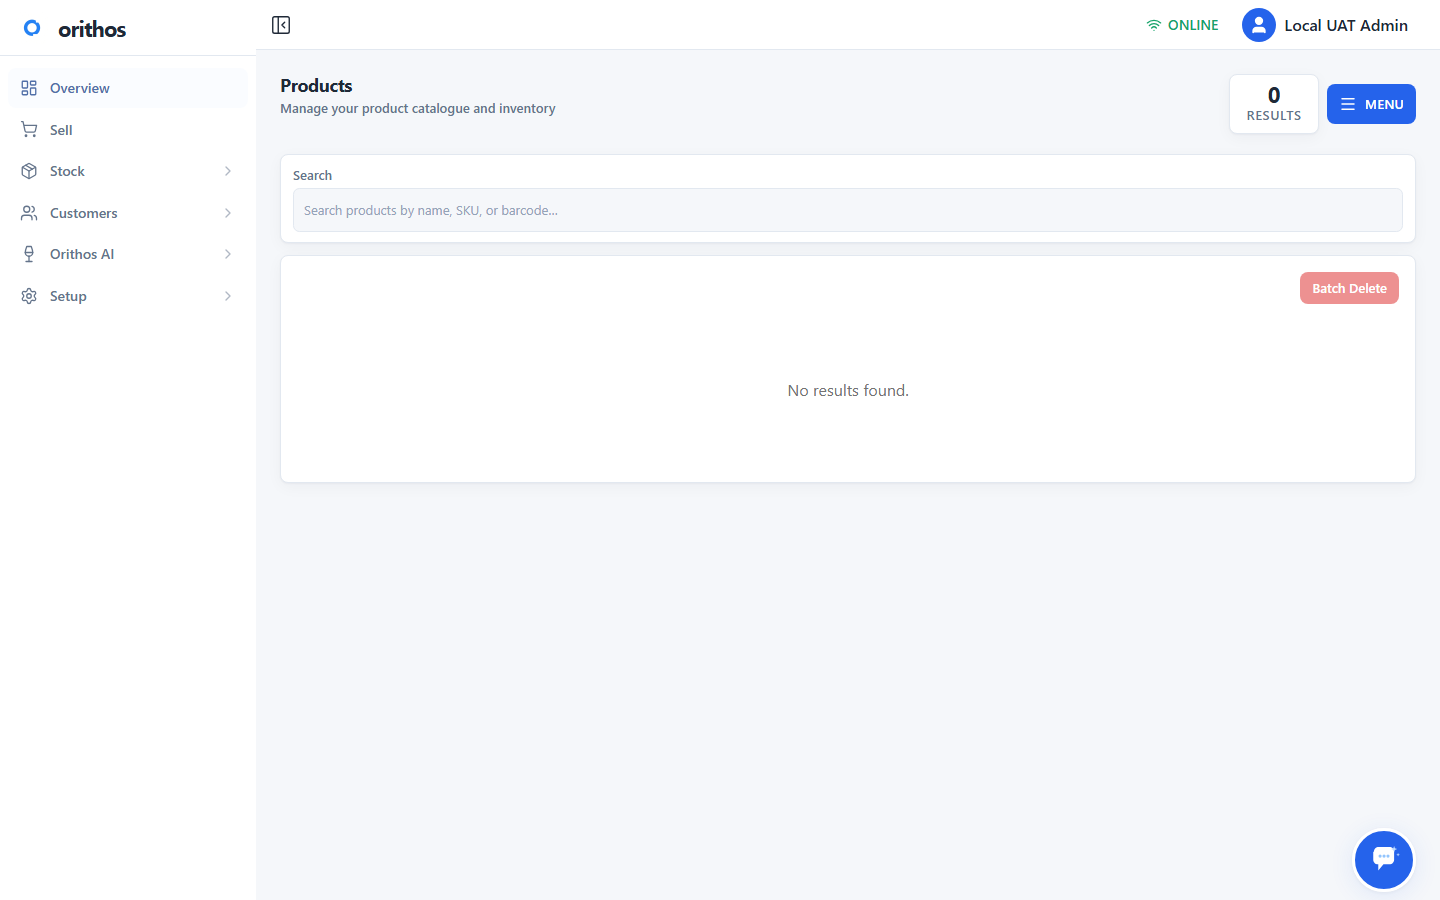 orithos
ONLINE
Local UAT Admin
Overview
Sell
Stock
Customers
Orithos AI
Setup
Products
Manage your product catalogue and inventory
0
RESULTS
MENU
Search
Search products by name, SKU, or barcode...
Batch Delete
No results found.